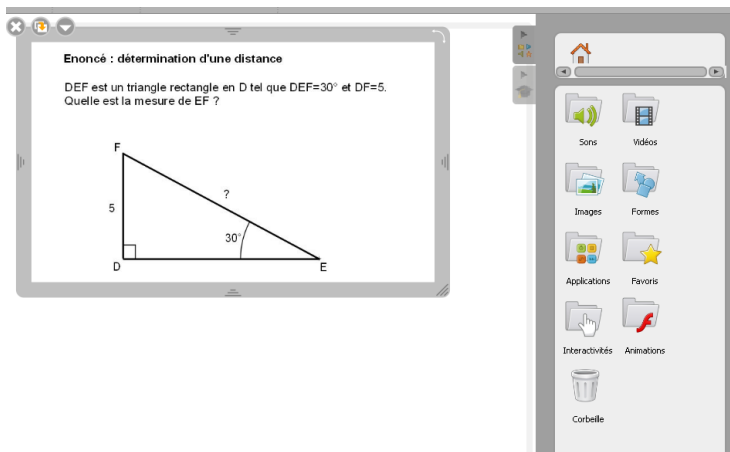 Enoncé : détermination d'une distance
DEF est un triangle rectangle en D tel que DEF=30° et DF=5.
Quelle est la mesure de EF ?
F
?
5
30°
D
E
Sons
Vidéos
Images
Formes
Applications
Favoris
Interactivités
Animations
Corbeille